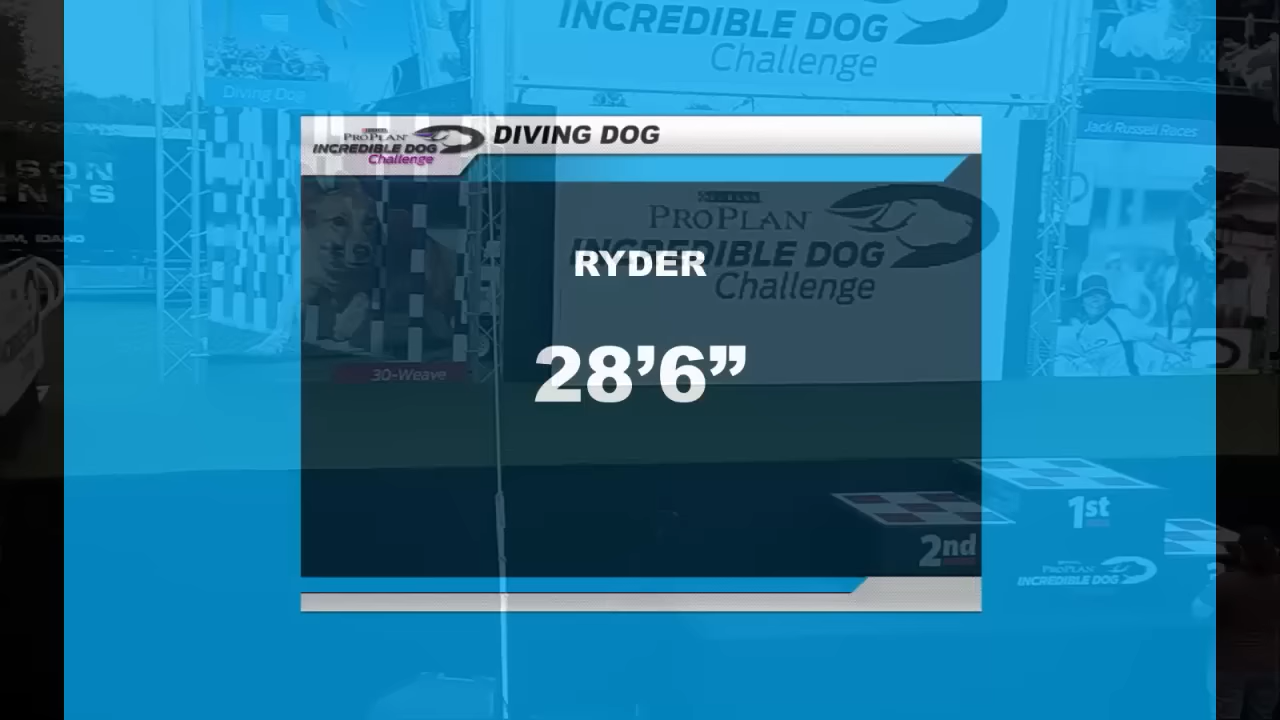 INCREDIBLE DOG
Challenge
Diving Dog
Jack Russell Races
PROPLAN
INCREDIBLE DOG
Challenge
DIVING DOG
PROPLAN
INCREDIBLE DOG
Challenge
RYDER
28’6”
30-Weave
1st
2nd
PROPLAN
INCREDIBLE DOG